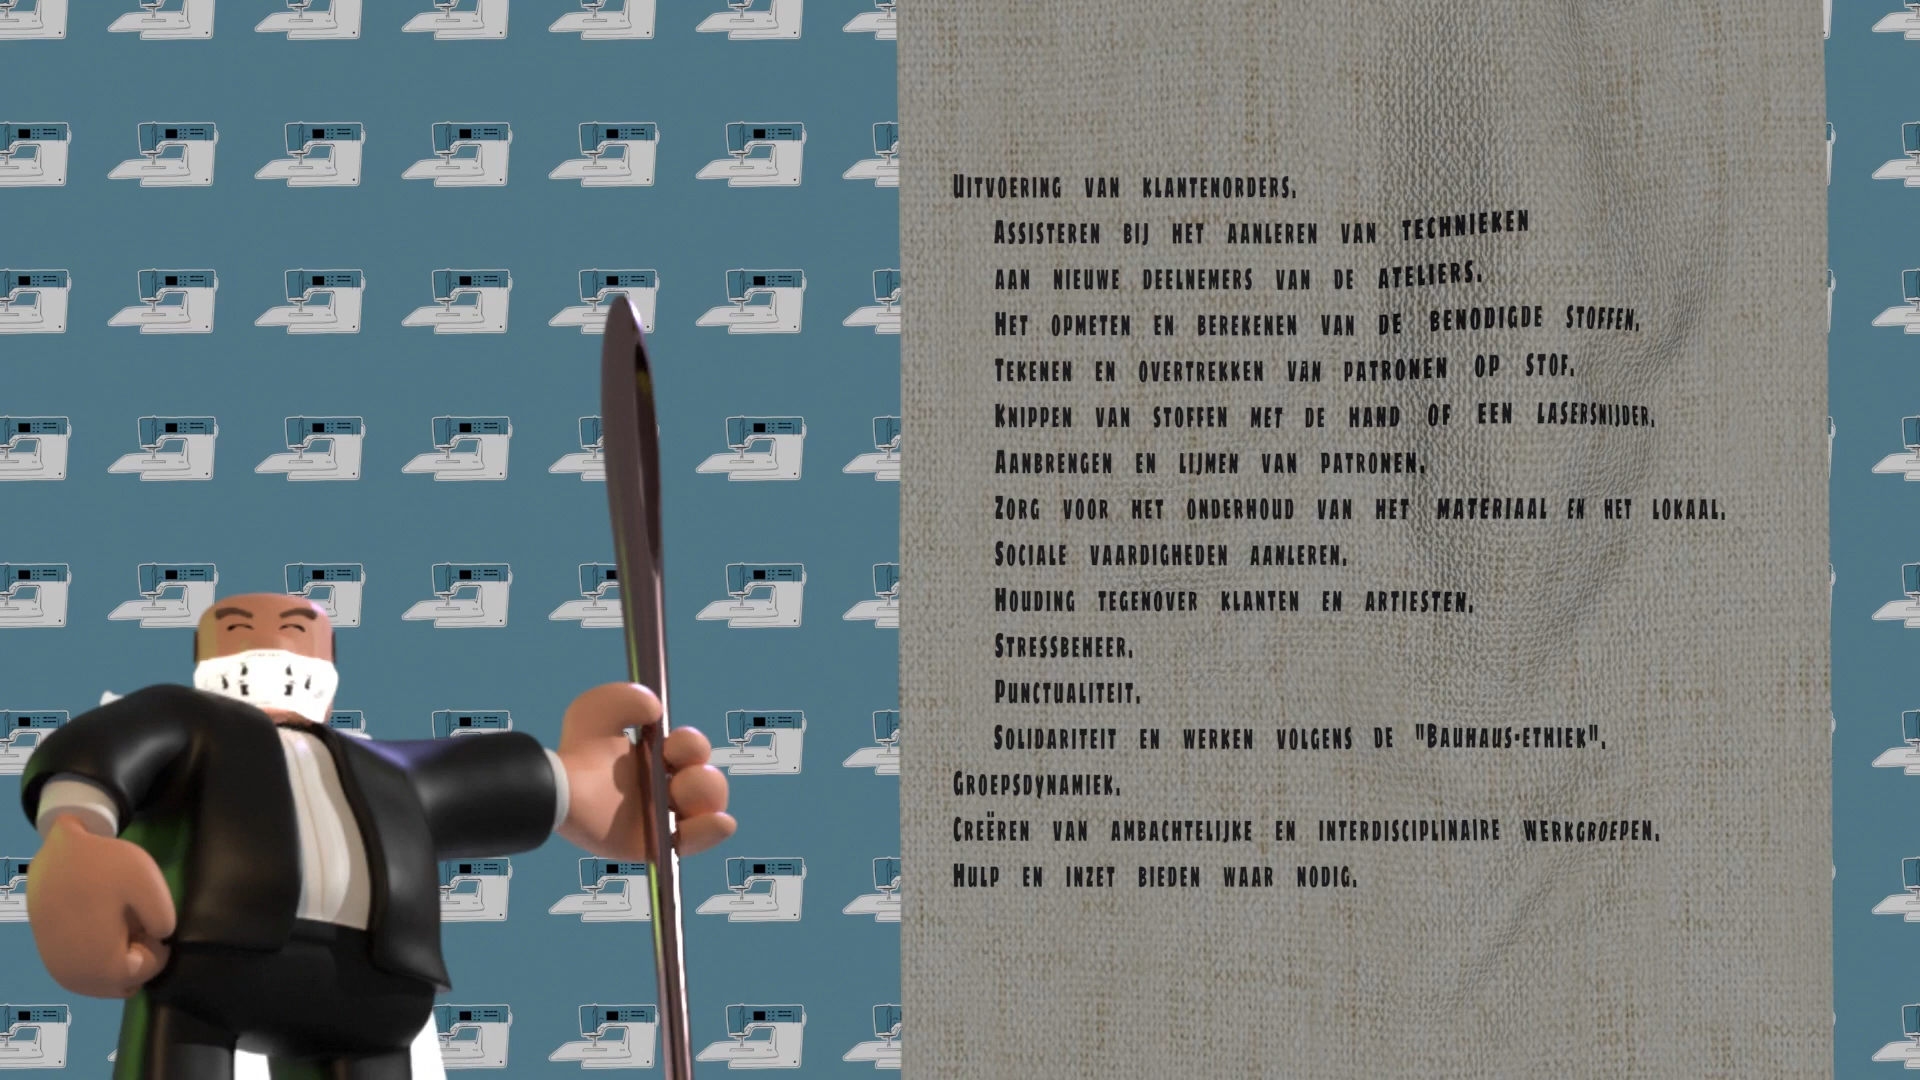 Uitvoering van klantenorders.
Assisteren bij het aanleren van technieken
aan nieuwe deelnemers van de ateliers.
Het opmeten en berekenen van de benodigde stoffen.
Tekenen en overtrekken van patronen op stof.
Knippen van stoffen met de hand of een lasersnijder.
Aanbrengen en lijmen van patronen.
Zorg voor het onderhoud van het materiaal en het lokaal.
Sociale vaardigheden aanleren.
Houding tegenover klanten en artiesten.
Stressbeheer.
Punctualiteit.
Solidariteit en werken volgens de "Bauhaus-ethiek".
Groepsdynamiek.
Creëren van ambachtelijke en interdisciplinaire werkgroepen.
Hulp en inzet bieden waar nodig.